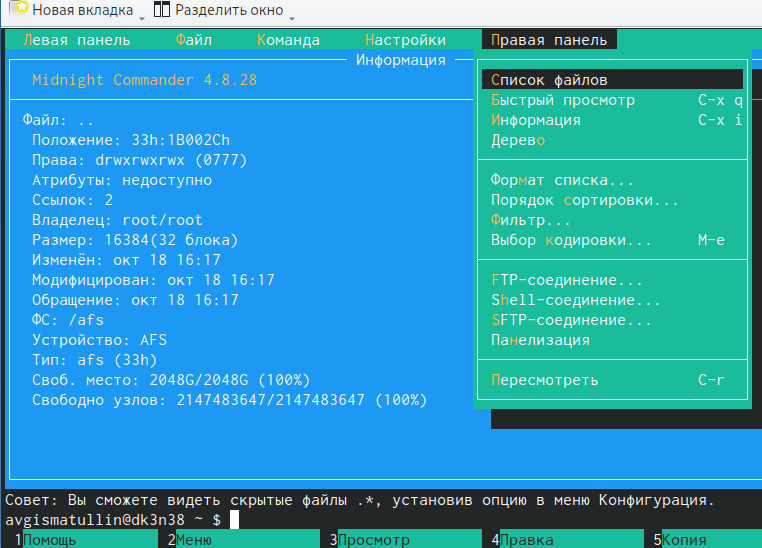 Новая вкладка Разделить окно
Левая панель Файл Команда Настройки Правая панель
Информация
Midnight Commander 4.8.28
Файл: ..
Положение: 33h:1B002Ch
Права: drwxrwxrwx (0777)
Атрибуты: недоступно
Ссылок: 2
Владелец: root/root
Размер: 16384(32 блока)
Изменён: окт 18 16:17
Модифицирован: окт 18 16:17
Обращение: окт 18 16:17
ФС: /afs
Устройство: AFS
Тип: afs (33h)
Своб. место: 2048G/2048G (100%)
Свободно узлов: 2147483647/2147483647 (100%)
Список файлов
Быстрый просмотр C-x q
Информация C-x i
Дерево
Формат списка...
Порядок сортировки...
Фильтр...
Выбор кодировки... M-e
FTP-соединение...
Shell-соединение...
SFTP-соединение...
Панелизация
Пересмотреть C-r
Совет: Вы сможете видеть скрытые файлы .*, установив опцию в меню Конфигурация.
avgismatullin@dk3n38 ~ $
1Помощь 2Меню 3Просмотр 4Правка 5Копия